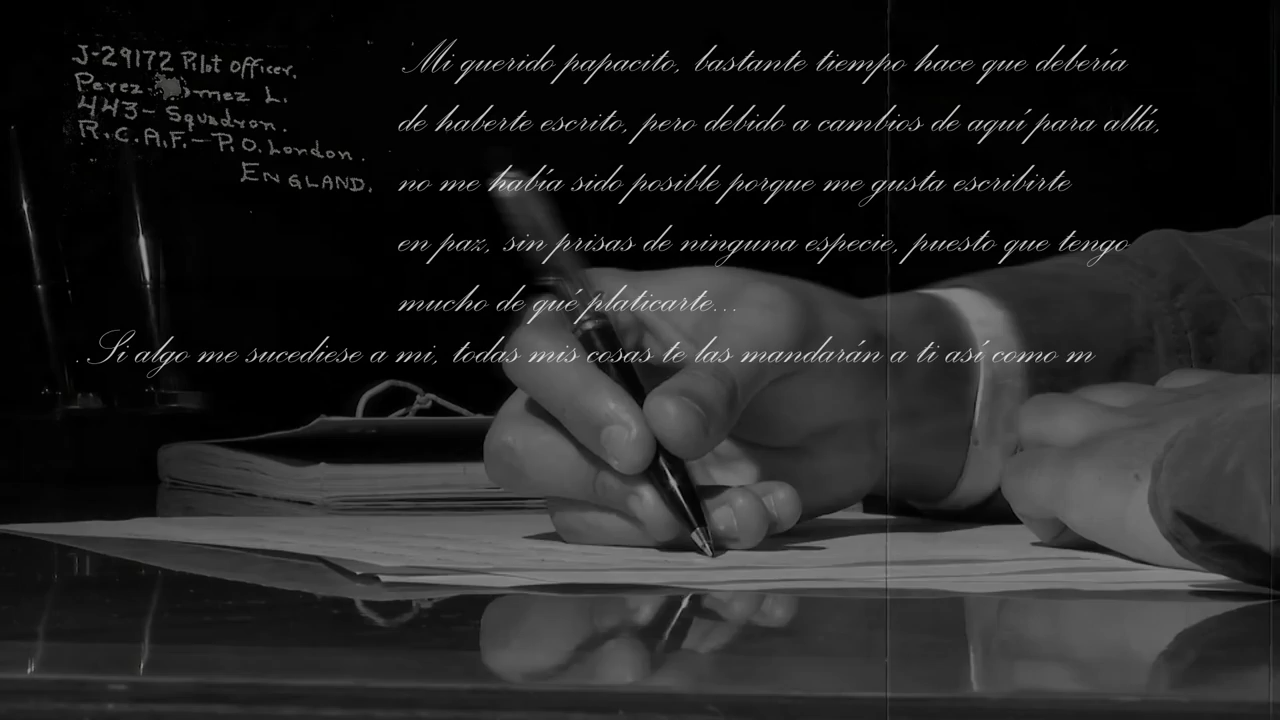 J-29172 Pilot Officer.
Perez L.
443- Squadron.
R.C.A.F.- P.O. London.
ENGLAND.
Mi querido papacito, bastante tiempo hace que debería
de haberte escrito, pero debido a cambios de aquí para allá,
no me había sido posible porque me gusta escribirte
en paz, sin prisas de ninguna especie, puesto que tengo
mucho de qué platicarte...
. Si algo me sucediese a mi, todas mis cosas te las mandarán a ti así como m